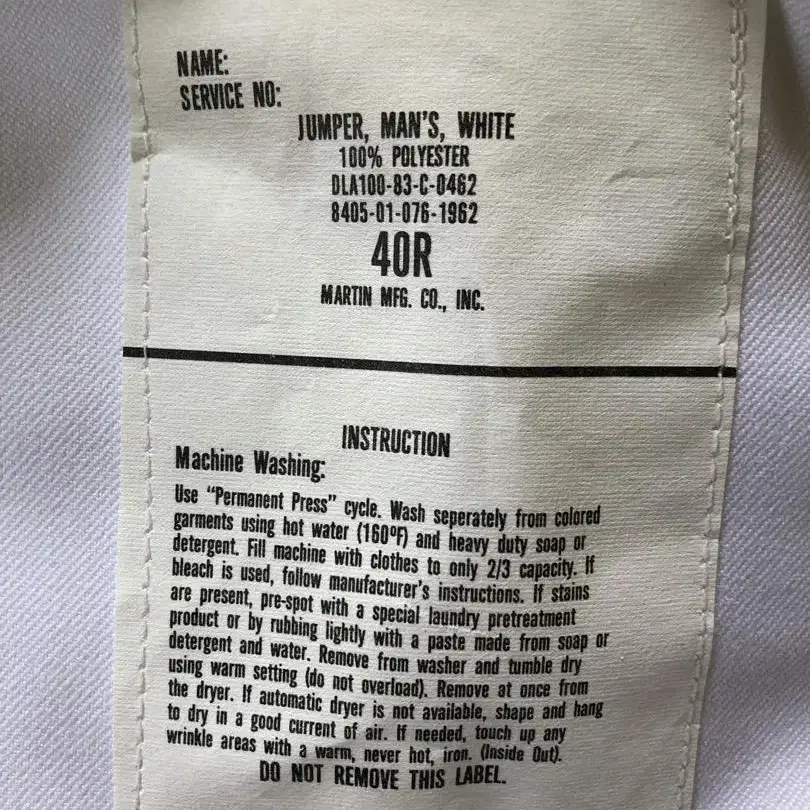 NAME:
SERVICE NO:
JUMPER, MAN'S, WHITE
100% POLYESTER
DLA100-83-C-0462
8405-01-076-1962
40R
MARTIN MFG. CO., INC.
INSTRUCTION
Machine Washing:
Use "Permanent Press" cycle. Wash seperately from colored
garments using hot water (160ºF) and heavy duty soap or
detergent. Fill machine with clothes to only 2/3 capacity. If
bleach is used, follow manufacturer's instructions. If stains
are present, pre-spot with a special laundry pretreatment
product or by rubbing lightly with a paste made from soap or
detergent and water. Remove from washer and tumble dry
using warm setting (do not overload). Remove at once from
the dryer. If automatic dryer is not available, shape and hang
to dry in a good current of air. If needed, touch up any
wrinkle areas with a warm, never hot, iron. (Inside Out).
DO NOT REMOVE THIS LABEL.